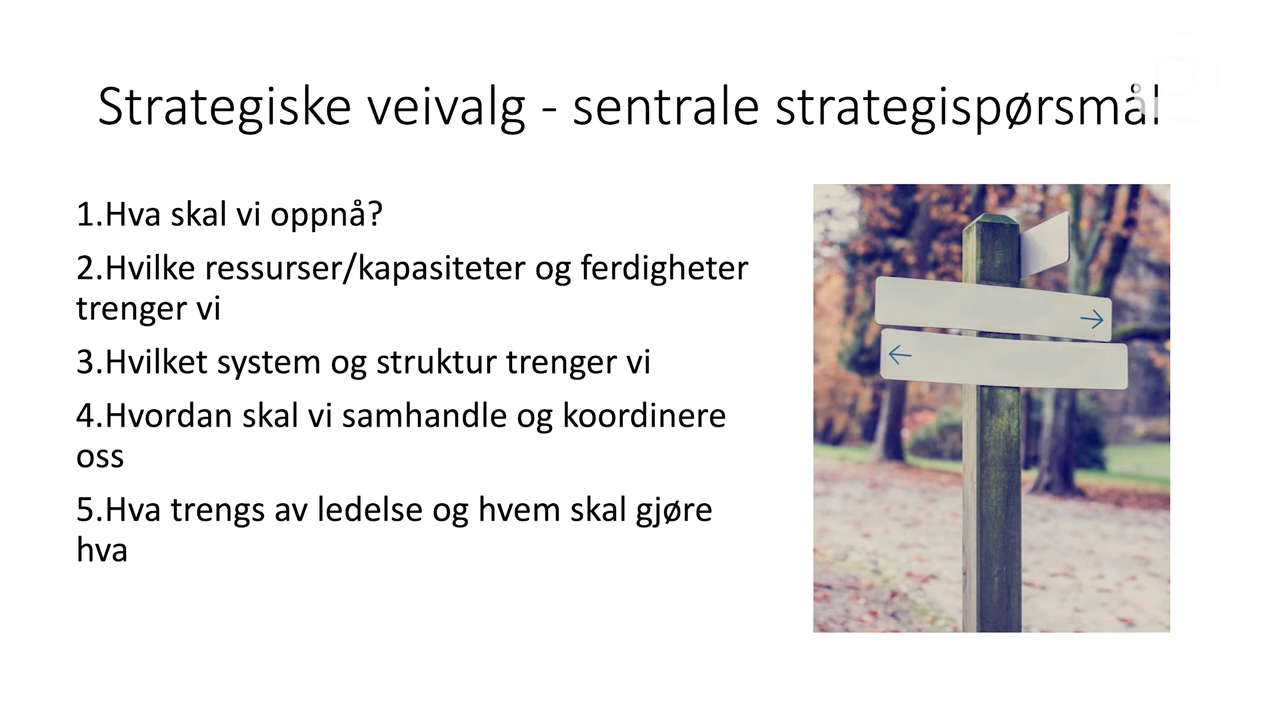 Strategiske veivalg - sentrale strategispørsmål
1.Hva skal vi oppnå?
2.Hvilke ressurser/kapasiteter og ferdigheter
trenger vi
3.Hvilket system og struktur trenger vi
4.Hvordan skal vi samhandle og koordinere
oss
5.Hva trengs av ledelse og hvem skal gjøre
hva